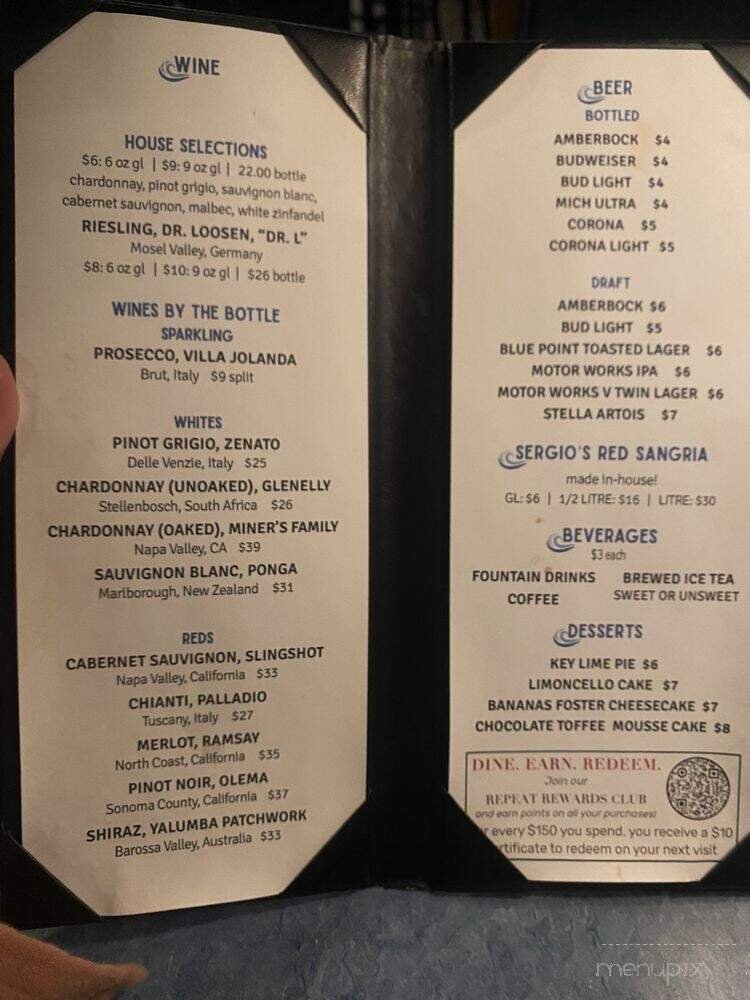 WINE
HOUSE SELECTIONS
$6: 6 oz gl | $9: 9 oz gl | 22.00 bottle
chardonnay, pinot grigio, sauvignon blanc,
cabernet sauvignon, malbec, white zinfandel
RIESLING, DR. LOOSEN, "DR. L"
Mosel Valley, Germany
$8: 6 oz gl | $10: 9 oz gl | $26 bottle
WINES BY THE BOTTLE
SPARKLING
PROSECCO, VILLA JOLANDA
Brut, Italy $9 split
WHITES
PINOT GRIGIO, ZENATO
Delle Venzie, Italy $25
CHARDONNAY (UNOAKED), GLENELLY
Stellenbosch, South Africa $26
CHARDONNAY (OAKED), MINER'S FAMILY
Napa Valley, CA $39
SAUVIGNON BLANC, PONGA
Marlborough, New Zealand $31
REDS
CABERNET SAUVIGNON, SLINGSHOT
Napa Valley, California $33
CHIANTI, PALLADIO
Tuscany, Italy $27
MERLOT, RAMSAY
North Coast, California $35
PINOT NOIR, OLEMA
Sonoma County, California $37
SHIRAZ, YALUMBA PATCHWORK
Barossa Valley, Australia $33
BEER
BOTTLED
AMBERBOCK $4
BUDWEISER $4
BUD LIGHT $4
MICH ULTRA $4
CORONA $5
CORONA LIGHT $5
DRAFT
AMBERBOCK $6
BUD LIGHT $5
BLUE POINT TOASTED LAGER $6
MOTOR WORKS IPA $6
MOTOR WORKS V TWIN LAGER $6
STELLA ARTOIS $7
SERGIO'S RED SANGRIA
made In-house!
GL: $6 | 1/2 LITRE: $16 | LITRE: $30
BEVERAGES
$3 each
FOUNTAIN DRINKS BREWED ICE TEA
COFFEE SWEET OR UNSWEET
DESSERTS
KEY LIME PIE $6
LIMONCELLO CAKE $7
BANANAS FOSTER CHEESECAKE $7
CHOCOLATE TOFFEE MOUSSE CAKE $8
DINE. EARN. REDEEM.
Join our
REPEAT REWARDS CLUB
and earn points on all your purchases!
every $150 you spend, you receive a $10
to redeem on your next visit
menupix